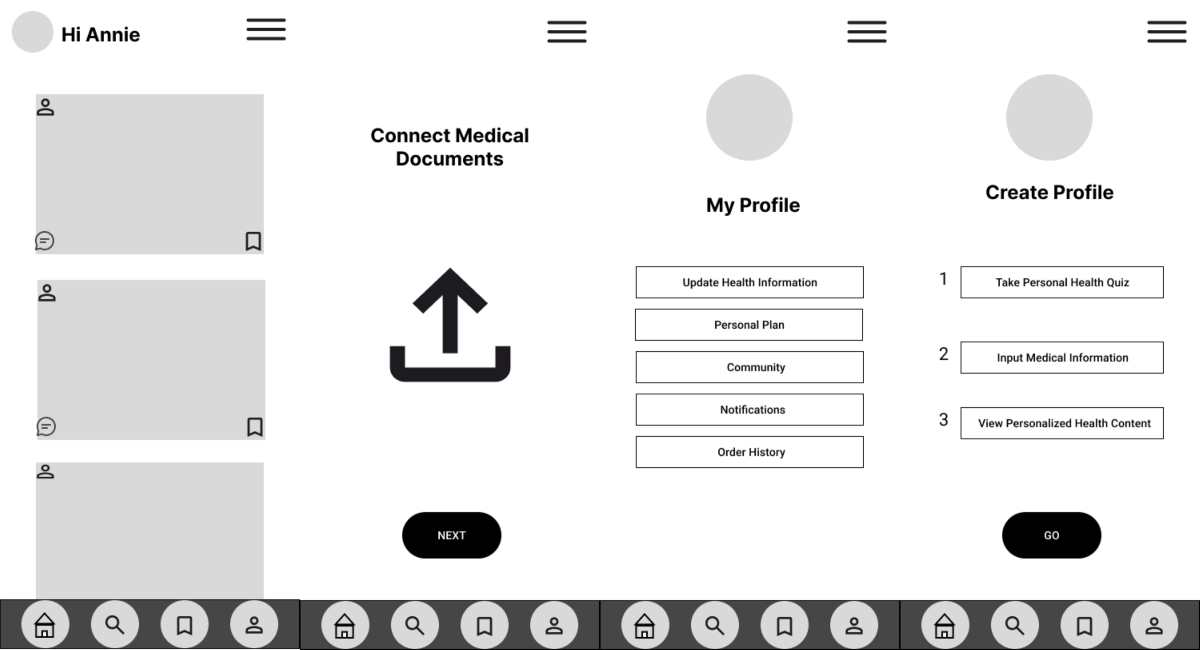 Hi Annie
Connect Medical
Documents
NEXT
My Profile
Update Health Information
Personal Plan
Community
Notifications
Order History
Create Profile
1
Take Personal Health Quiz
2
Input Medical Information
3
View Personalized Health Content
GO